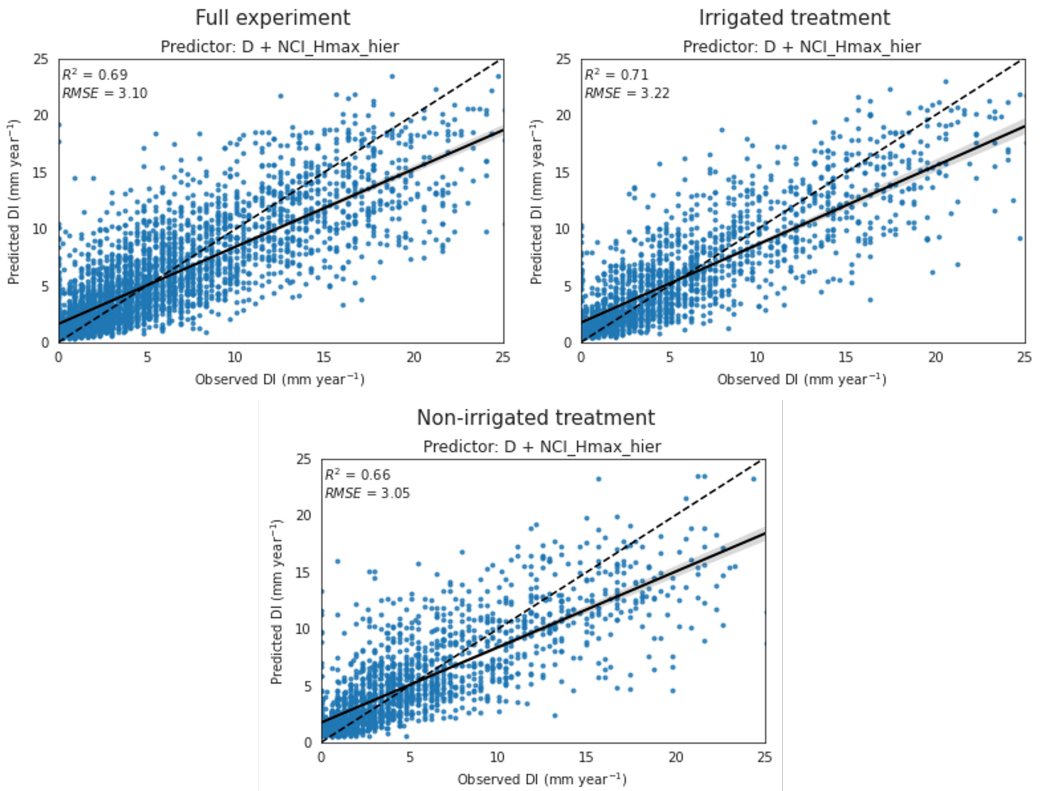 Full experiment
Predictor: D + NCI_Hmax_hier
R² = 0.69
RMSE = 3.10
25
20
15
10
5
0
Predicted DI (mm year⁻¹)
0 5 10 15 20 25
Observed DI (mm year⁻¹)
Irrigated treatment
Predictor: D + NCI_Hmax_hier
R² = 0.71
RMSE = 3.22
25
20
15
10
5
0
Predicted DI (mm year⁻¹)
0 5 10 15 20 25
Observed DI (mm year⁻¹)
Non-irrigated treatment
Predictor: D + NCI_Hmax_hier
R² = 0.66
RMSE = 3.05
25
20
15
10
5
0
Predicted DI (mm year⁻¹)
0 5 10 15 20 25
Observed DI (mm year⁻¹)